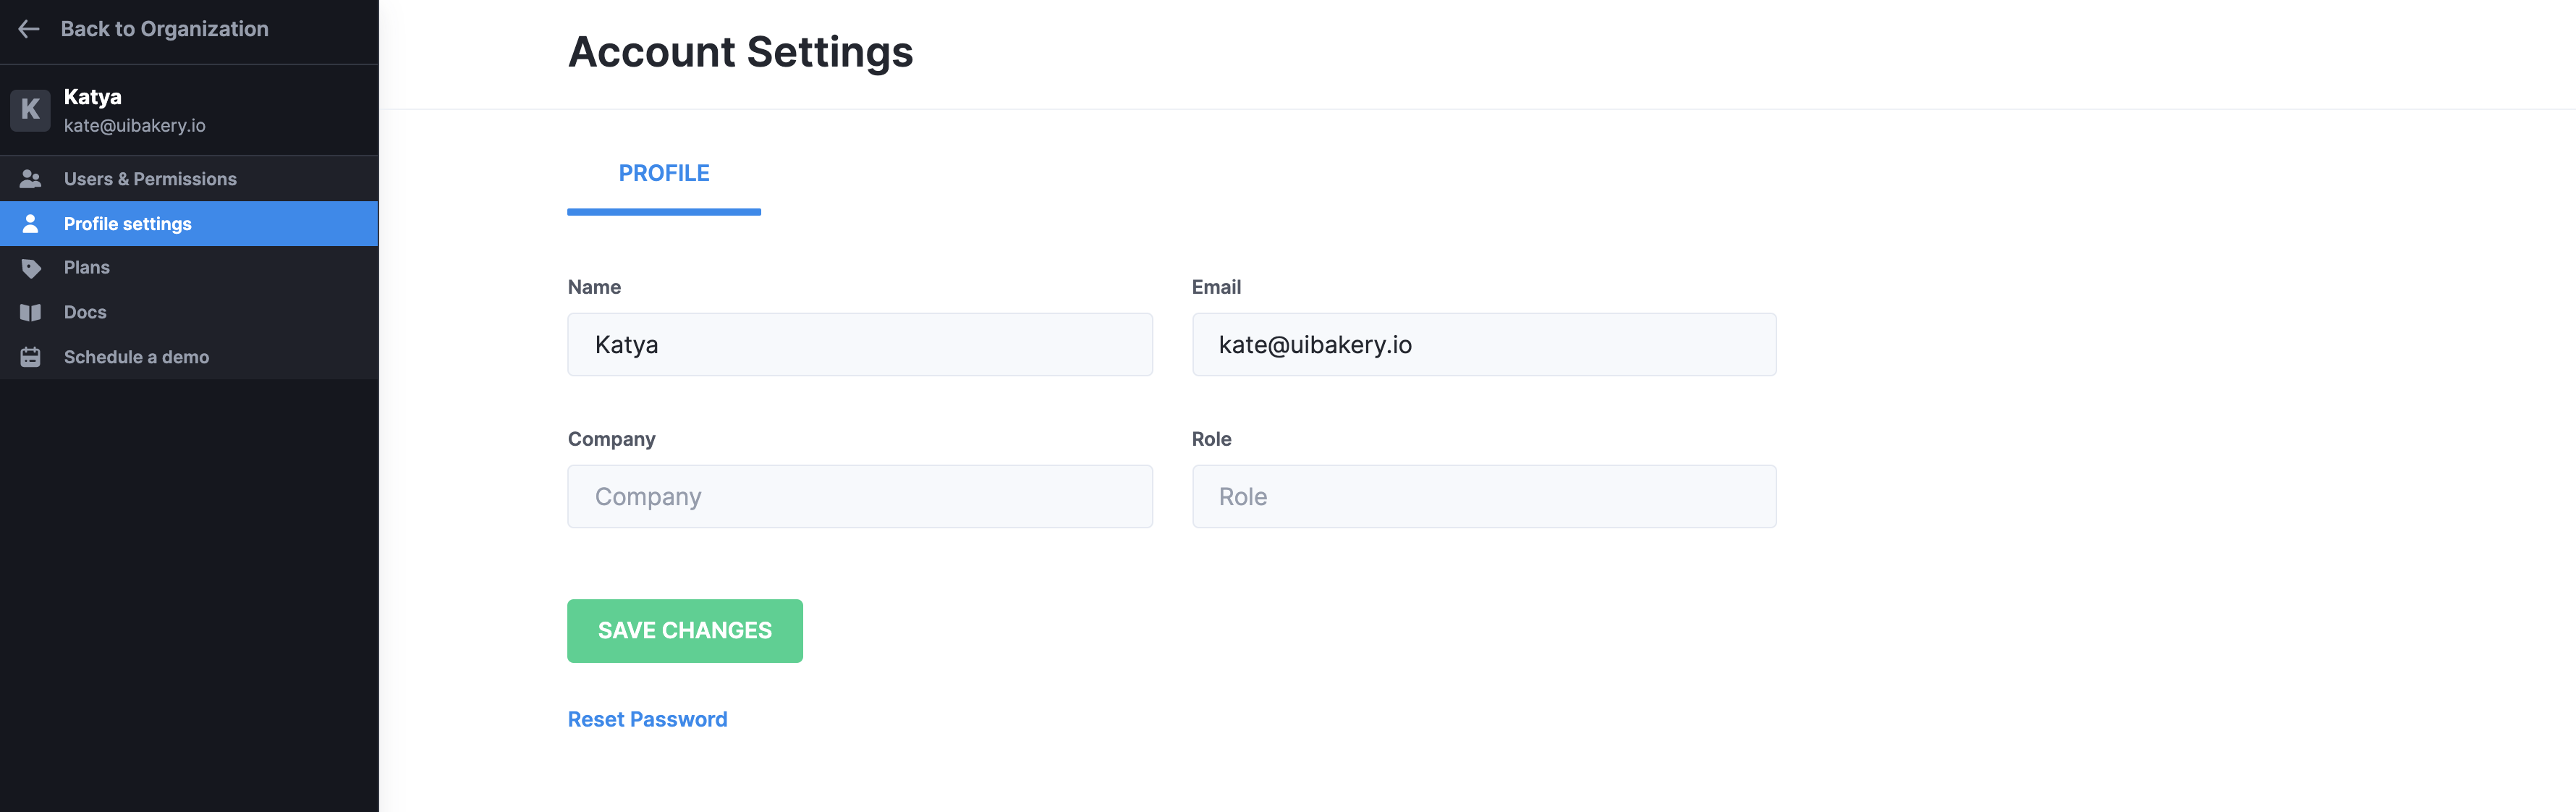 Back to Organization
K
Katya
kate@uibakery.io
Users & Permissions
Profile settings
Plans
Docs
Schedule a demo
Account Settings
PROFILE
Name
Email
Katya
kate@uibakery.io
Company
Role
Company
Role
SAVE CHANGES
Reset Password